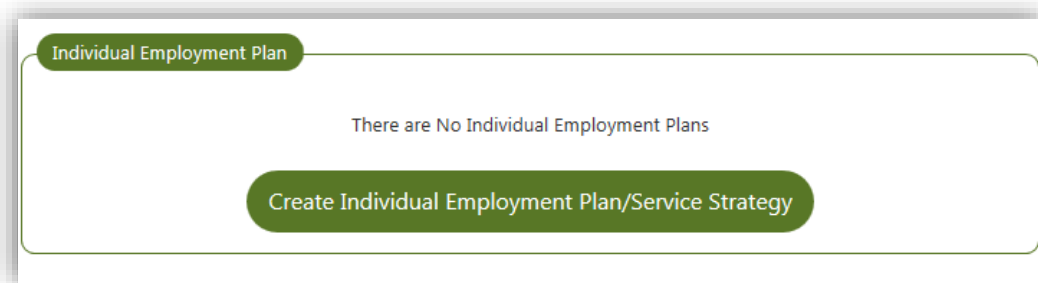 Individual Employment Plan
There are No Individual Employment Plans
Create Individual Employment Plan/Service Strategy